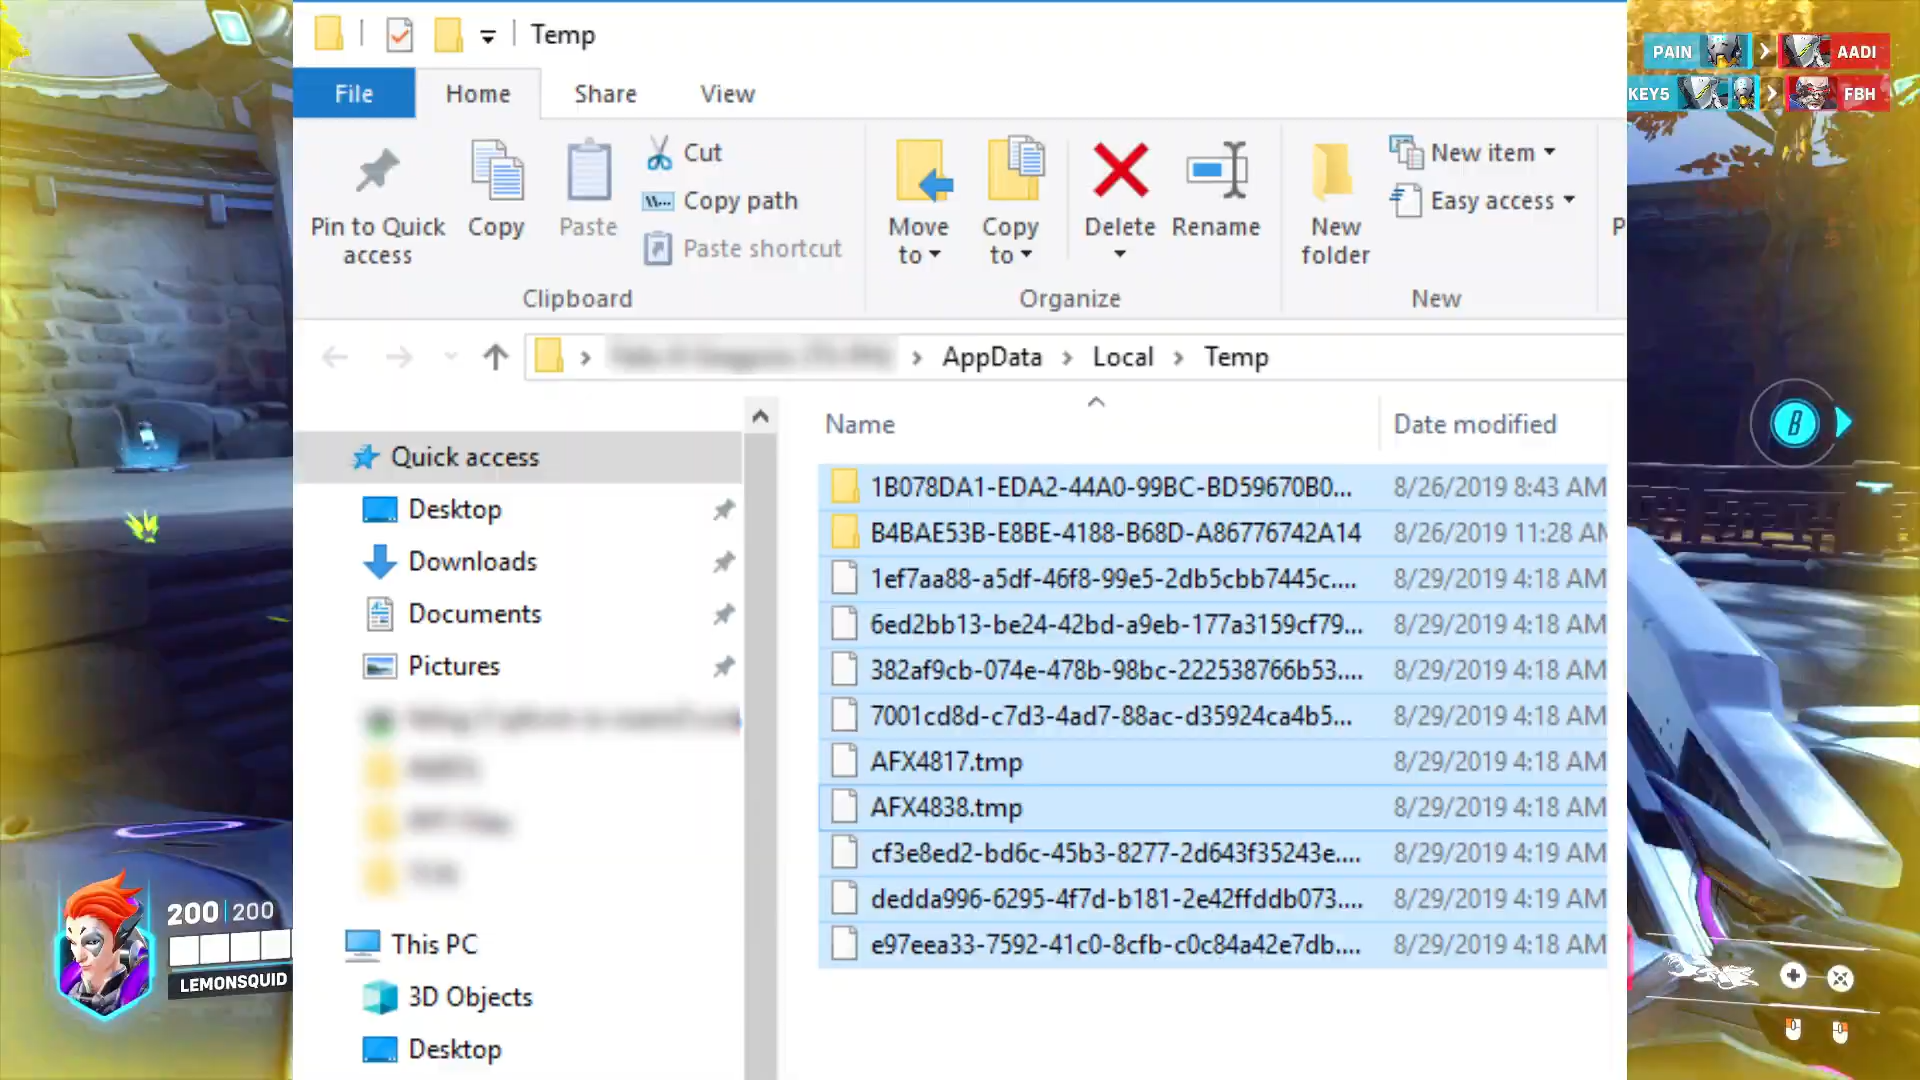 Temp
File Home Share View
Pin to Quick access
Copy
Paste
Cut
Copy path
Paste shortcut
Clipboard
Move to
Copy to
Delete
Rename
Organize
New folder
New item
Easy access
New
P
AppData Local Temp
Quick access
Desktop
Downloads
Documents
Pictures
This PC
3D Objects
Desktop
Name Date modified
1B078DA1-EDA2-44A0-99BC-BD59670B0... 8/26/2019 8:43 AM
B4BAE53B-E8BE-4188-B68D-A86776742A14 8/26/2019 11:28 AM
1ef7aa88-a5df-46f8-99e5-2db5cbb7445c.... 8/29/2019 4:18 AM
6ed2bb13-be24-42bd-a9eb-177a3159cf79... 8/29/2019 4:18 AM
382af9cb-074e-478b-98bc-222538766b53.... 8/29/2019 4:18 AM
7001cd8d-c7d3-4ad7-88ac-d35924ca4b5... 8/29/2019 4:18 AM
AFX4817.tmp 8/29/2019 4:18 AM
AFX4838.tmp 8/29/2019 4:18 AM
cf3e8ed2-bd6c-45b3-8277-2d643f35243e.... 8/29/2019 4:19 AM
dedda996-6295-4f7d-b181-2e42ffddb073.... 8/29/2019 4:19 AM
e97eea33-7592-41c0-8cfb-c0c84a42e7db.... 8/29/2019 4:18 AM
PAIN AADI
KEY5 FBH
B
200 | 200
LEMONSQUID